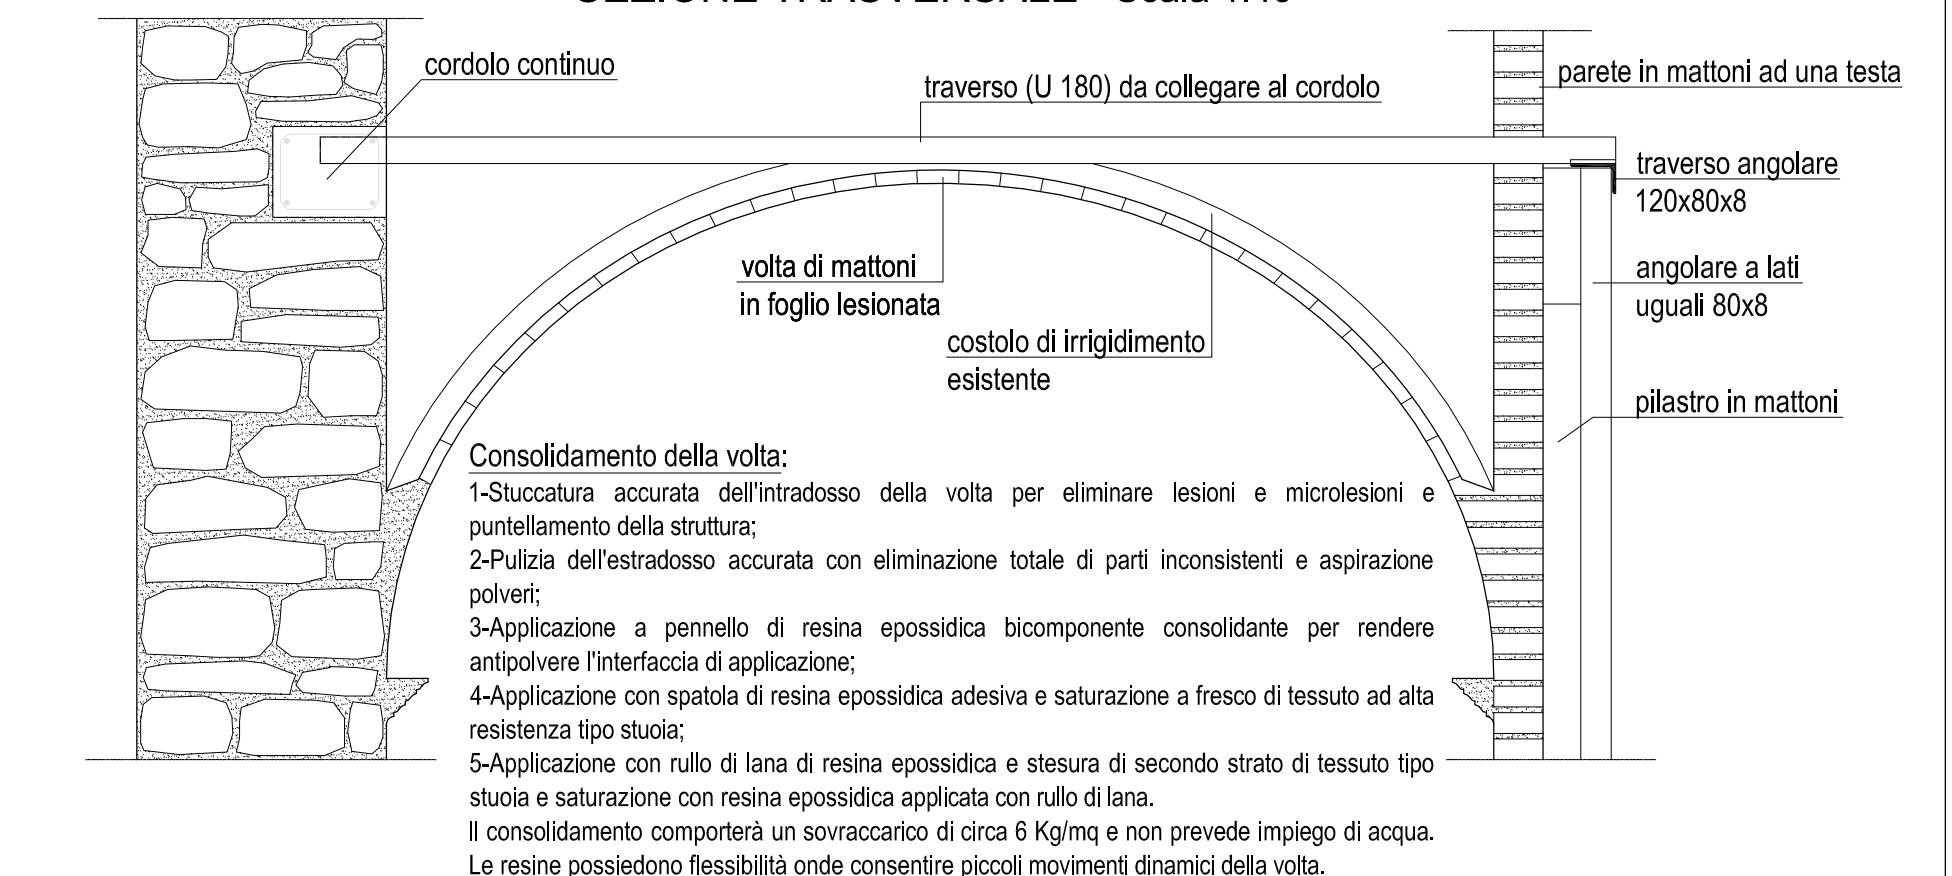 SEZIONE TRASVERSALE - Scala 1:10
cordolo continuo
traverso (U 180) da collegare al cordolo
parete in mattoni ad una testa
traverso angolare
120x80x8
volta di mattoni
in foglio lesionata
angolare a lati
uguali 80x8
costolo di irrigidimento
esistente
pilastro in mattoni
Consolidamento della volta:
1-Stuccatura accurata dell'intradosso della volta per eliminare lesioni e microlesioni e
puntellamento della struttura;
2-Pulizia dell'estradosso accurata con eliminazione totale di parti inconsistenti e aspirazione
polveri;
3-Applicazione a pennello di resina epossidica bicomponente consolidante per rendere
antipolvere l'interfaccia di applicazione;
4-Applicazione con spatola di resina epossidica adesiva e saturazione a fresco di tessuto ad alta
resistenza tipo stuoia;
5-Applicazione con rullo di lana di resina epossidica e stesura di secondo strato di tessuto tipo
stuoia e saturazione con resina epossidica applicata con rullo di lana.
Il consolidamento comporterà un sovraccarico di circa 6 Kg/mq e non prevede impiego di acqua.
Le resine possiedono flessibilità onde consentire piccoli movimenti dinamici della volta.